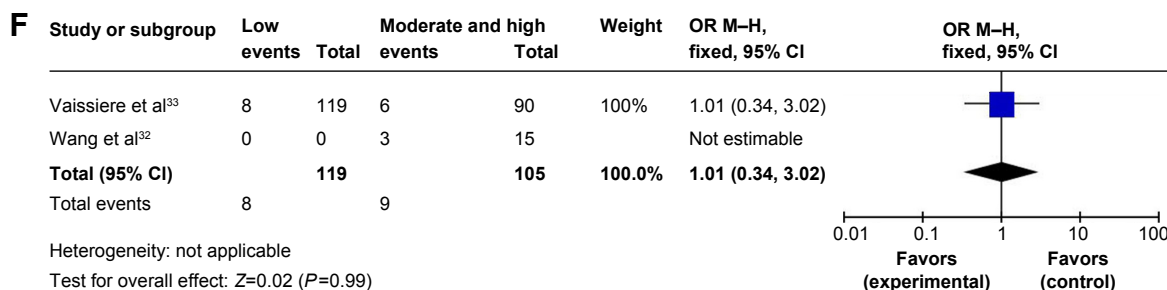 F
Study or subgroup Low events Total Moderate and high events Total Weight OR M–H, fixed, 95% CI OR M–H, fixed, 95% CI
Vaissiere et al³³ 8 119 6 90 100% 1.01 (0.34, 3.02)
Wang et al³² 0 0 3 15 Not estimable
Total (95% CI) 119 105 100.0% 1.01 (0.34, 3.02)
Total events 8 9
Heterogeneity: not applicable
Test for overall effect: Z=0.02 (P=0.99)
0.01 0.1 1 10 100
Favors (experimental) Favors (control)